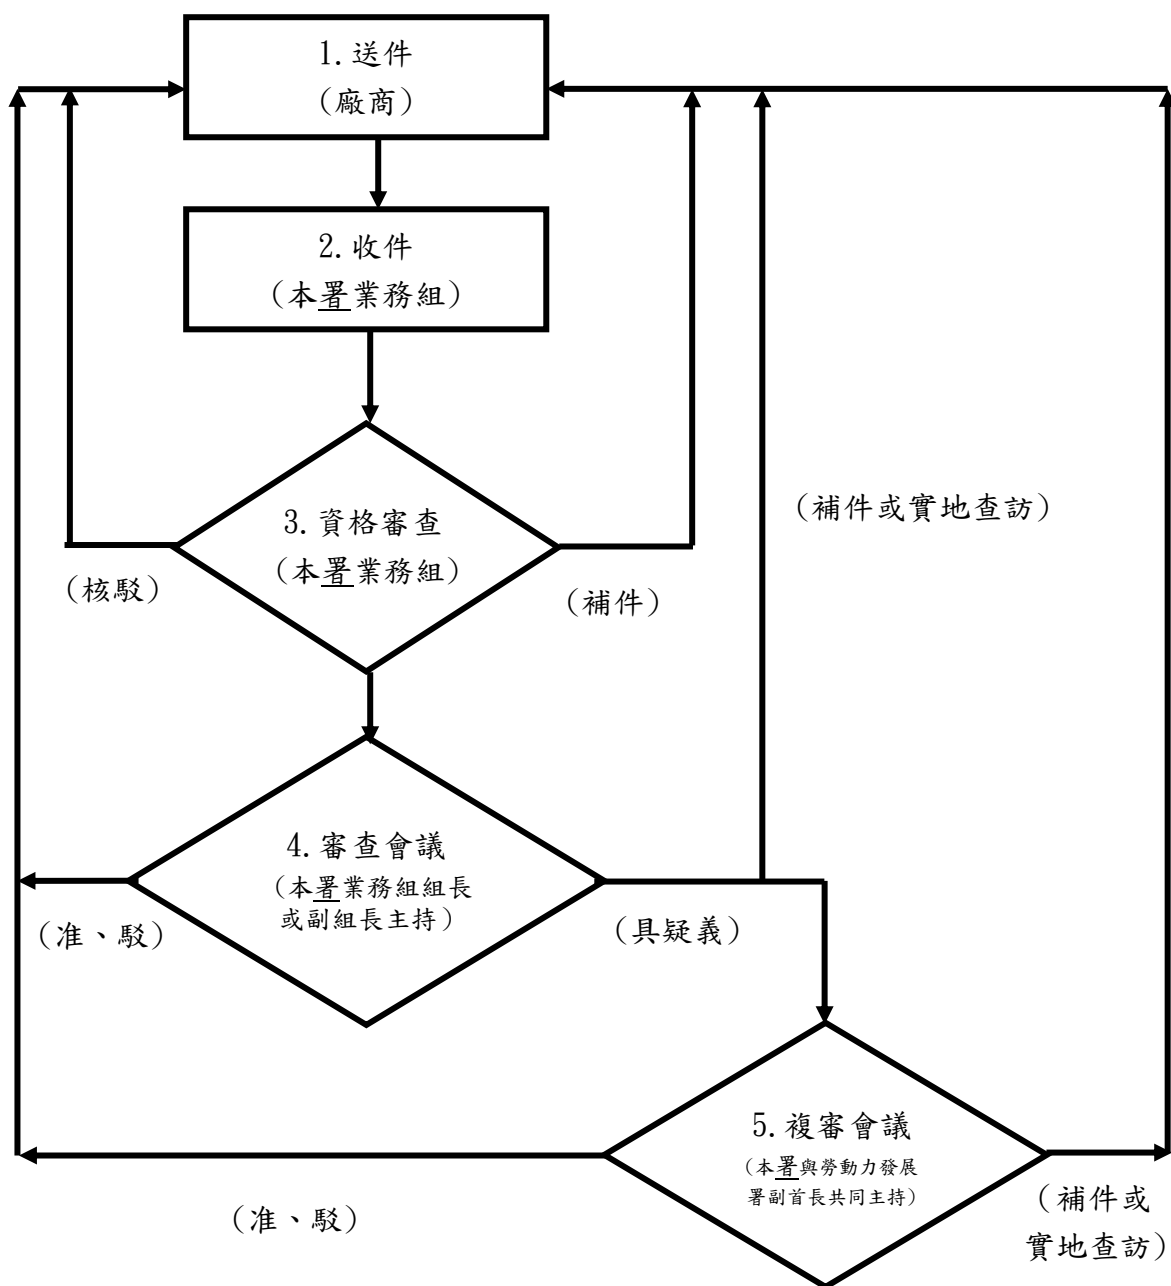 1.送件
(廠商)
2.收件
(本署業務組)
3.資格審查
(本署業務組)
(核駁)
(補件)
(補件或實地查訪)
4.審查會議
(本署業務組組長
或副組長主持)
(准、駁)
(具疑義)
5.複審會議
(本署與勞動力發展
署副首長共同主持)
(准、駁)
(補件或
實地查訪)